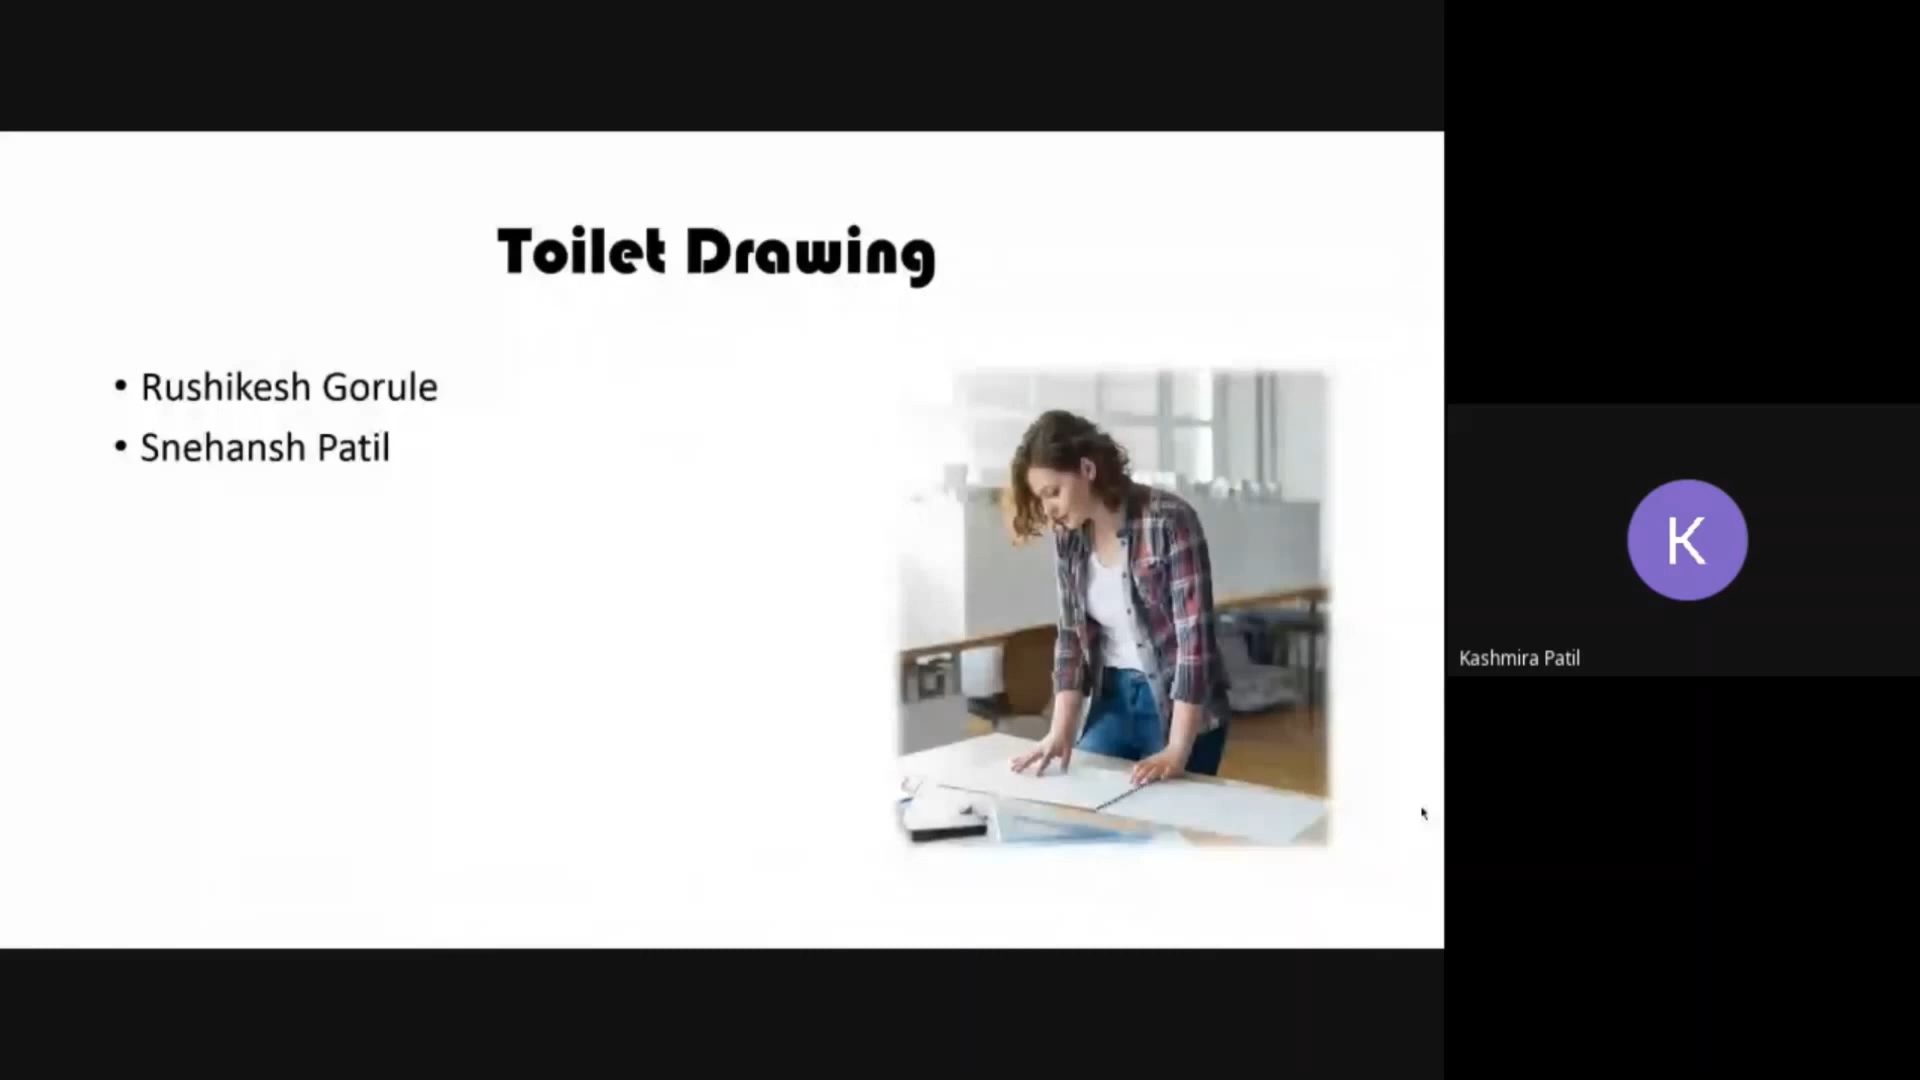 Toilet Drawing
• Rushikesh Gorule
• Snehansh Patil
K
Kashmira Patil